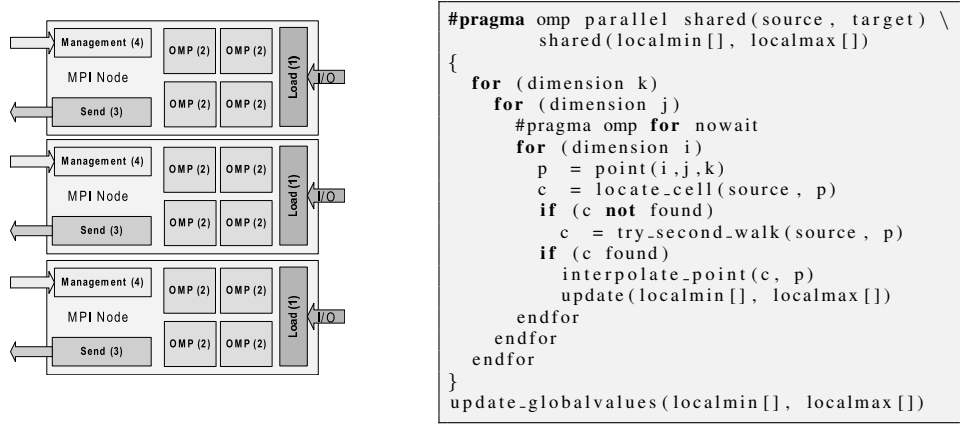 Management (4)
MPI Node
Send (3)
OMP (2) OMP (2)
OMP (2) OMP (2)
Load (1)
I/O
Management (4)
MPI Node
Send (3)
OMP (2) OMP (2)
OMP (2) OMP (2)
Load (1)
I/O
Management (4)
MPI Node
Send (3)
OMP (2) OMP (2)
OMP (2) OMP (2)
Load (1)
I/O
#pragma omp parallel shared(source, target) \
shared(localmin[], localmax[])
{
for (dimension k)
for (dimension j)
#pragma omp for nowait
for (dimension i)
p = point(i,j,k)
c = locate_cell(source, p)
if (c not found)
c = try_second_walk(source, p)
if (c found)
interpolate_point(c, p)
update(localmin[], localmax[])
endfor
endfor
endfor
}
update_globalvalues(localmin[], localmax[])